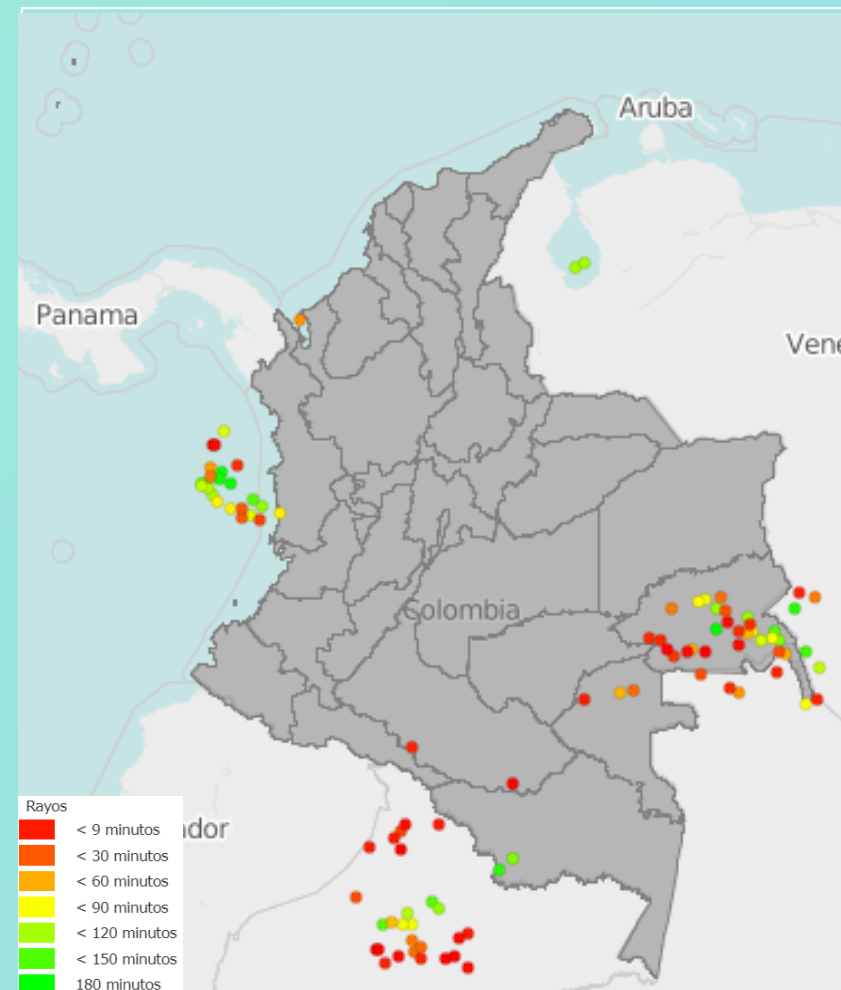 Aruba
Panama
Vene
Colombia
ador
Rayos
< 9 minutos
< 30 minutos
< 60 minutos
< 90 minutos
< 120 minutos
< 150 minutos
180 minutos